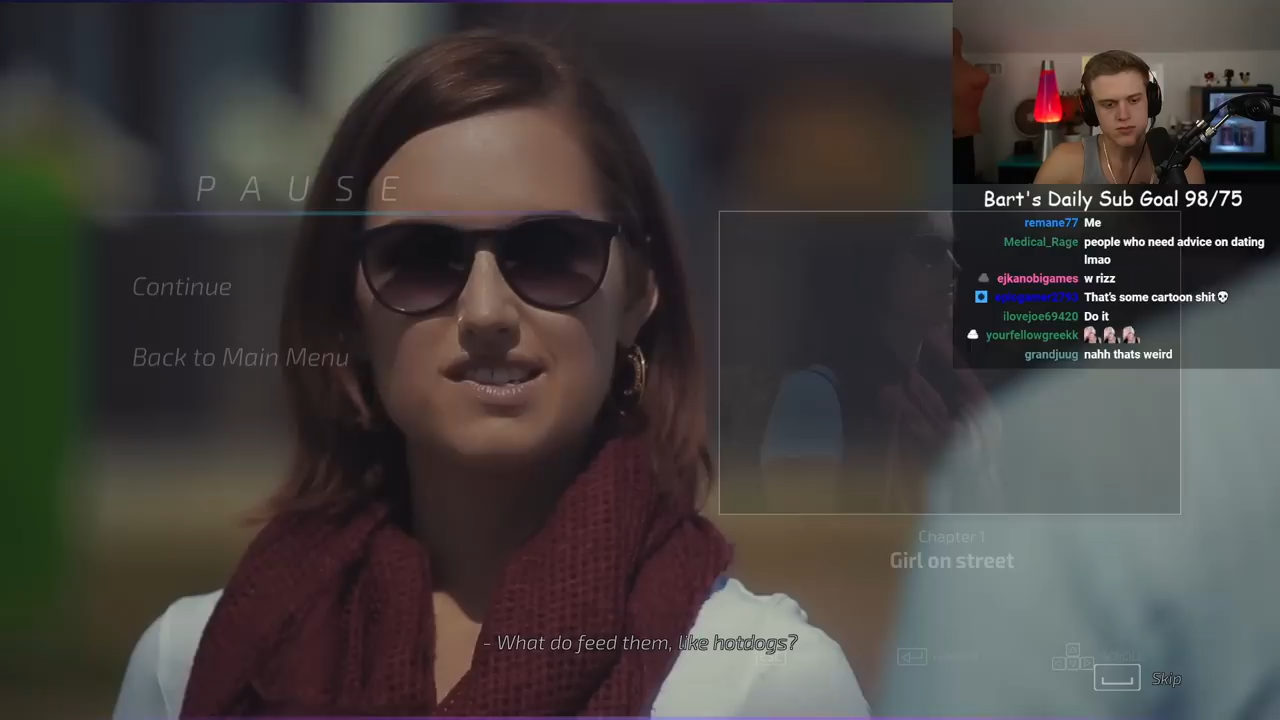 PAUSE
Continue
Back to Main Menu
Bart's Daily Sub Goal 98/75
remane77 Me
Medical_Rage people who need advice on dating
lmao
ejkanobigames w rizz
That's some cartoon shit💀
ilovejoe69420 Do it
yourfellowgreekk
grandjuug nahh thats weird
Chapter 1
Girl on street
- What do feed them, like hotdogs?
Skip